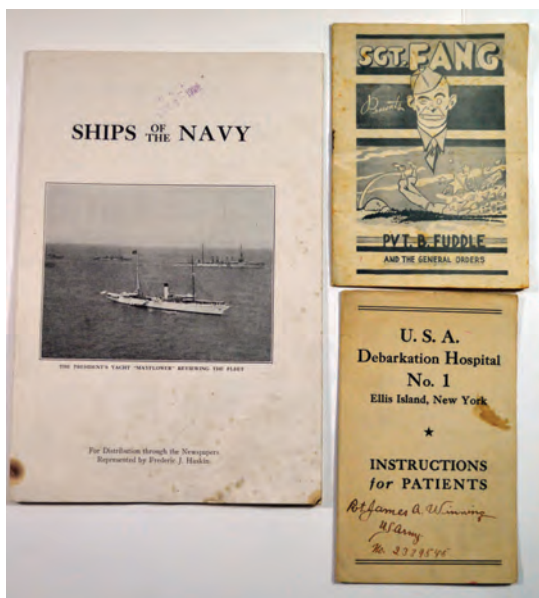 SHIPS OF THE NAVY
THE PRESIDENT'S YACHT "MAYFLOWER" REVIEWING THE FLEET
For Distribution through the Newspapers
Represented by Frederic J. Haskin
SGT. FANG
Presents
PVT. B. FUDDLE
AND THE GENERAL ORDERS
U. S. A.
Debarkation Hospital
No. 1
Ellis Island, New York
INSTRUCTIONS
for PATIENTS
Pvt James A. Winning
US Army
No. 2379545